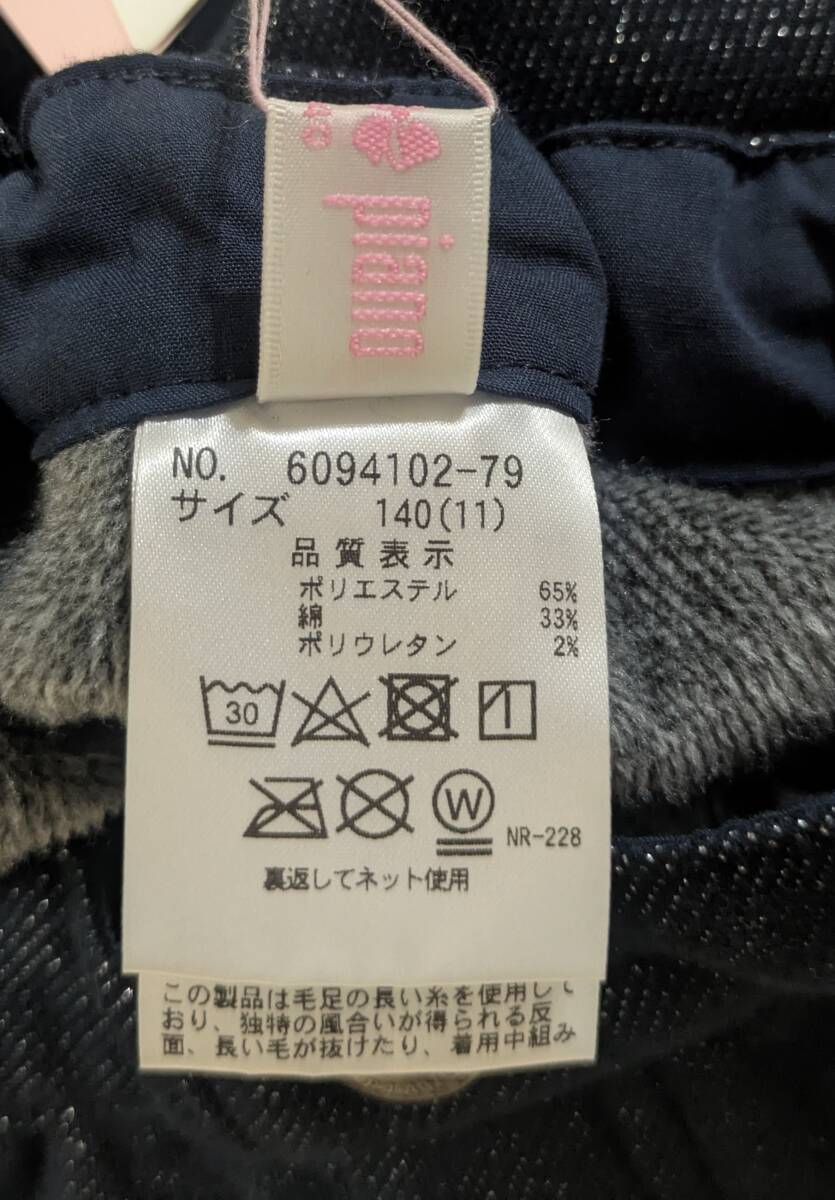 piano
NO. 6094102-79
サイズ 140(11)
品質表示
ポリエステル 65%
綿 33%
ポリウレタン 2%
30
W
NR-228
裏返してネット使用
この製品は毛足の長い糸を使用して
おり、独特の風合いが得られる反
面、長い毛が抜けたり、着用中組み